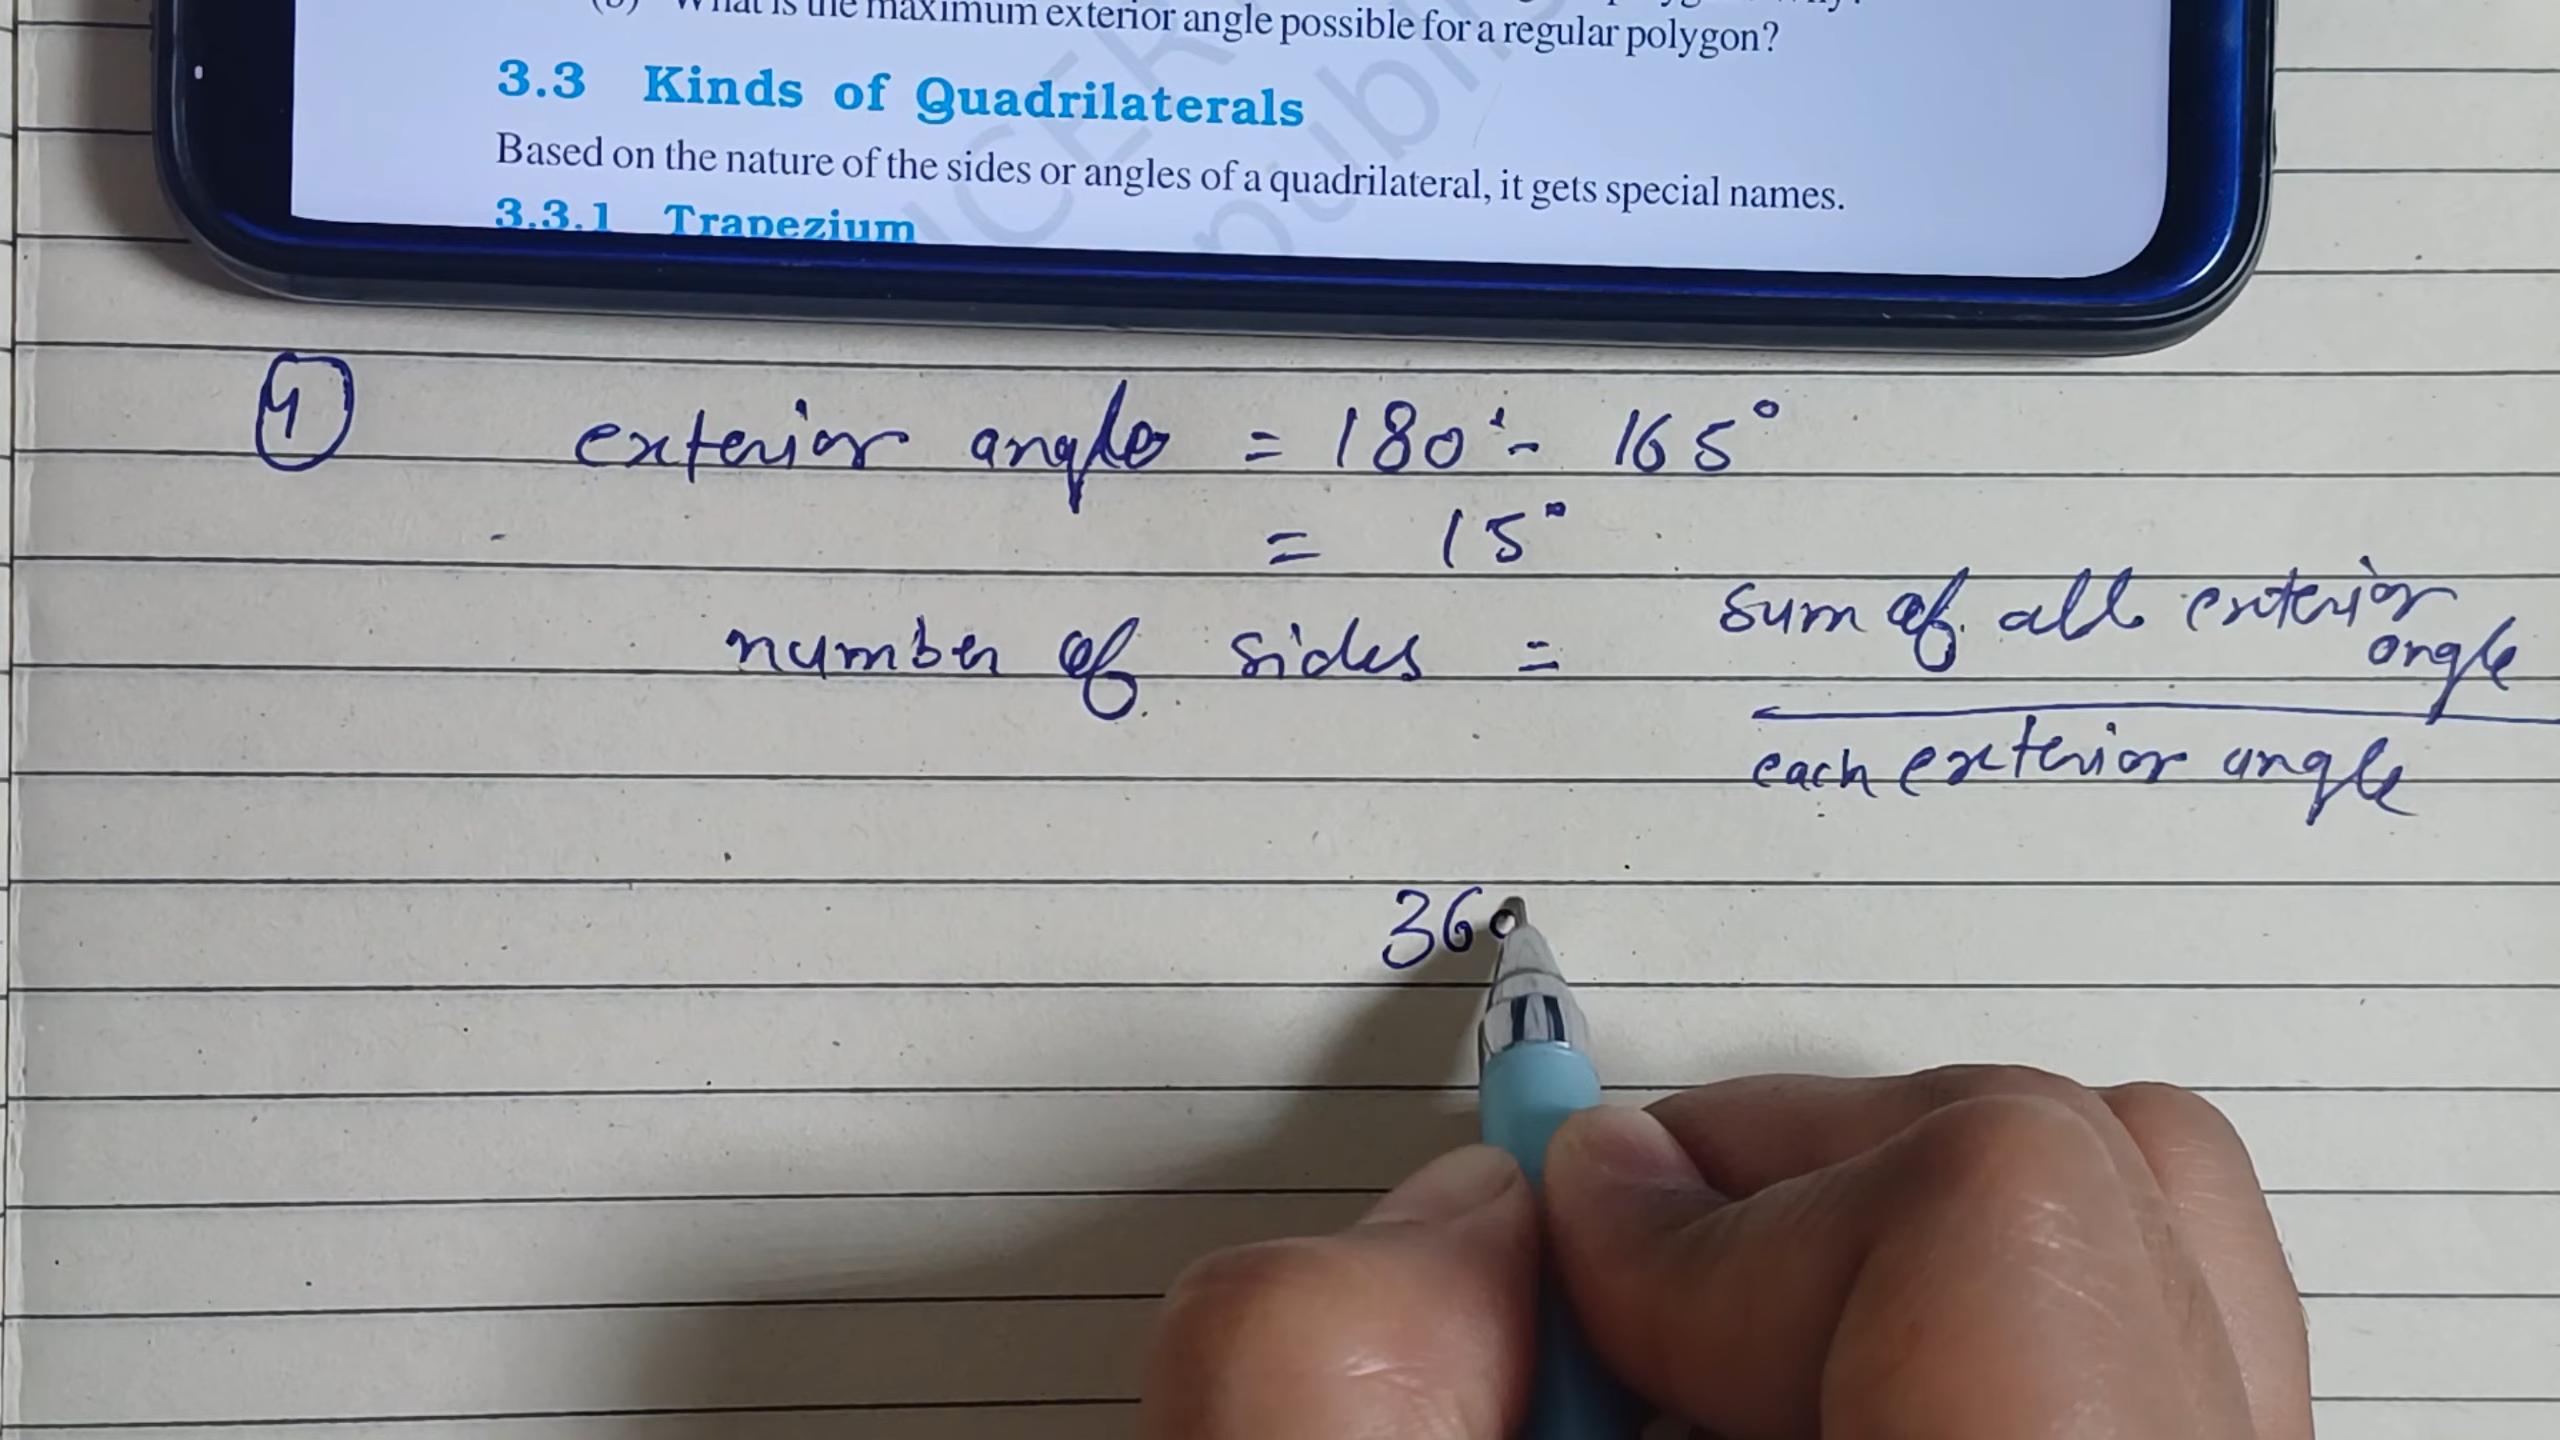 (b) What is the maximum exterior angle possible for a regular polygon?
3.3 Kinds of Quadrilaterals
Based on the nature of the sides or angles of a quadrilateral, it gets special names.
3.3.1 Trapezium
4 exterior angle = 180° - 165°
= 15°
number of sides = sum of all exterior angle
each exterior angle
360